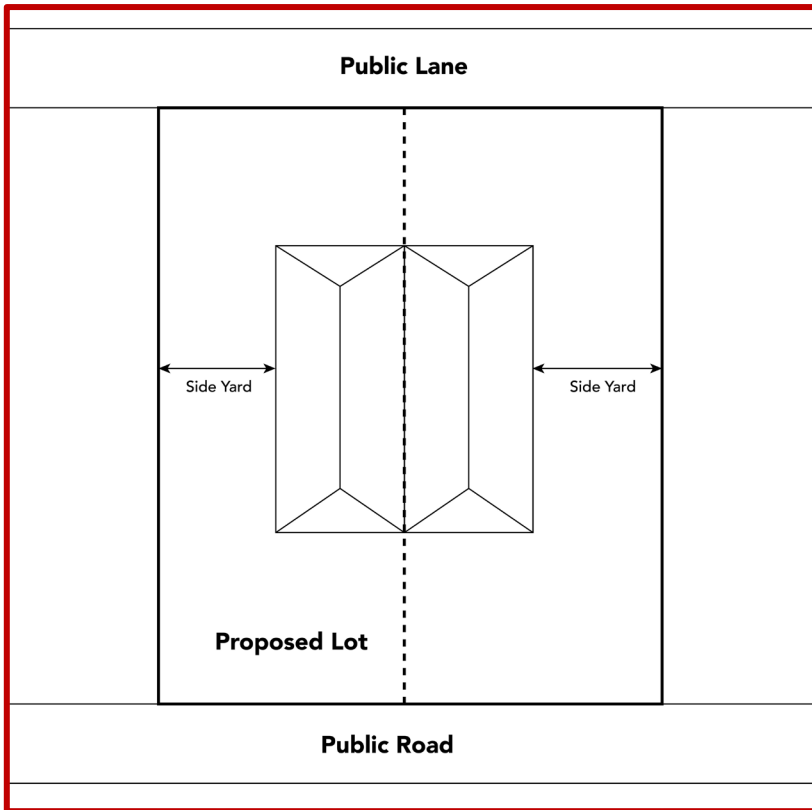 Public Lane
Side Yard
Side Yard
Proposed Lot
Public Road